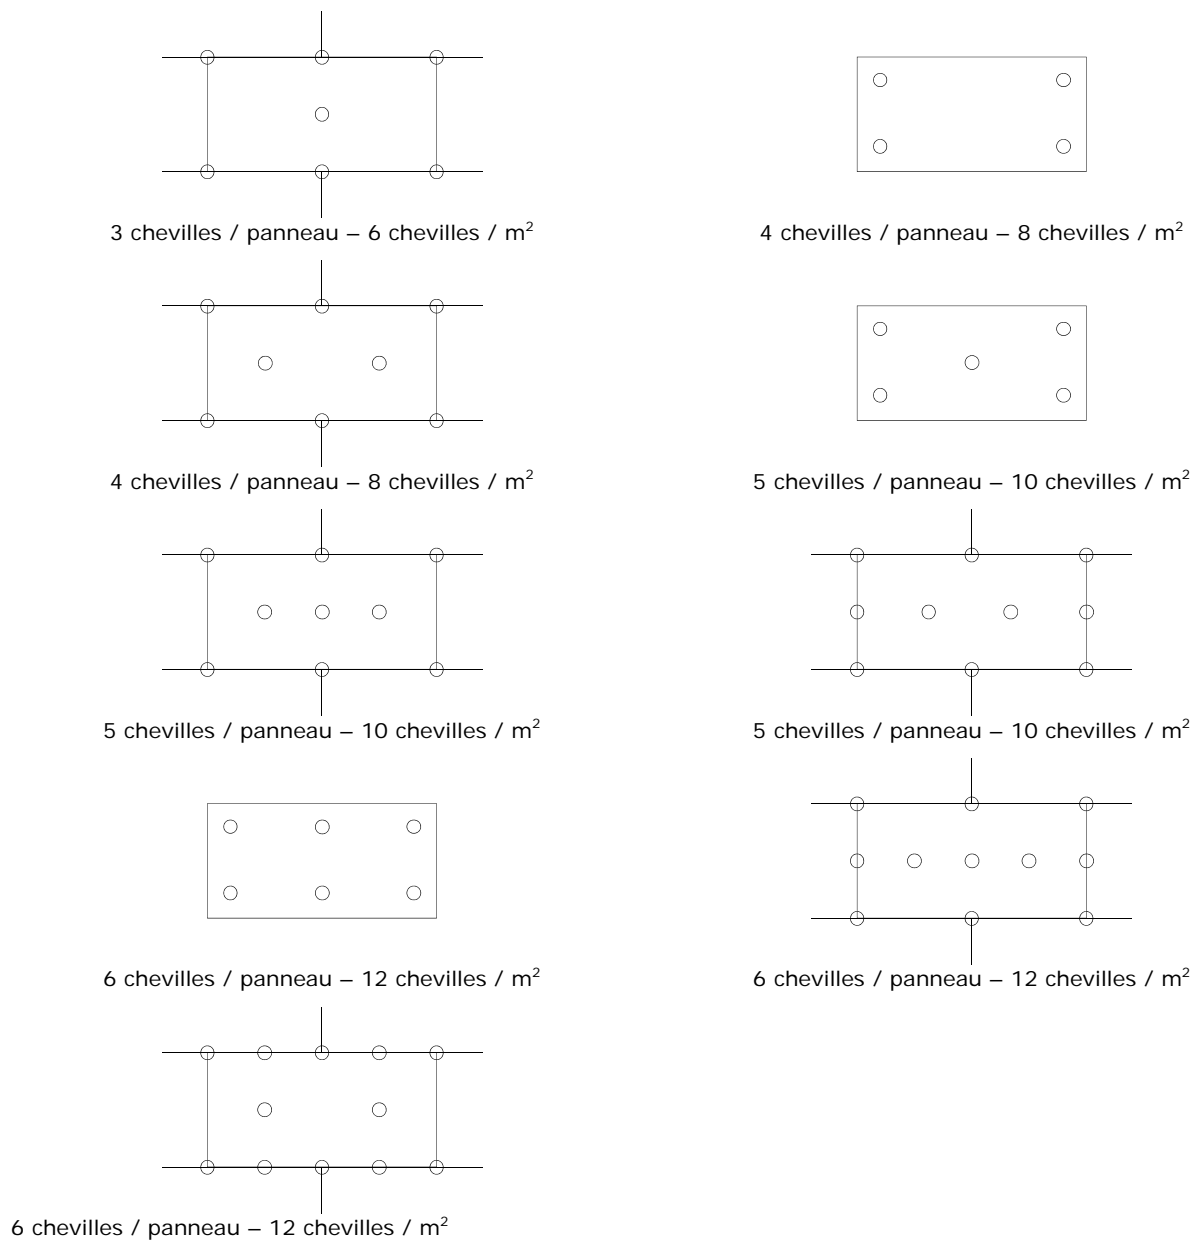 3 chevilles / panneau – 6 chevilles / m²
4 chevilles / panneau – 8 chevilles / m²
4 chevilles / panneau – 8 chevilles / m²
5 chevilles / panneau – 10 chevilles / m²
5 chevilles / panneau – 10 chevilles / m²
5 chevilles / panneau – 10 chevilles / m²
6 chevilles / panneau – 12 chevilles / m²
6 chevilles / panneau – 12 chevilles / m²
6 chevilles / panneau – 12 chevilles / m²